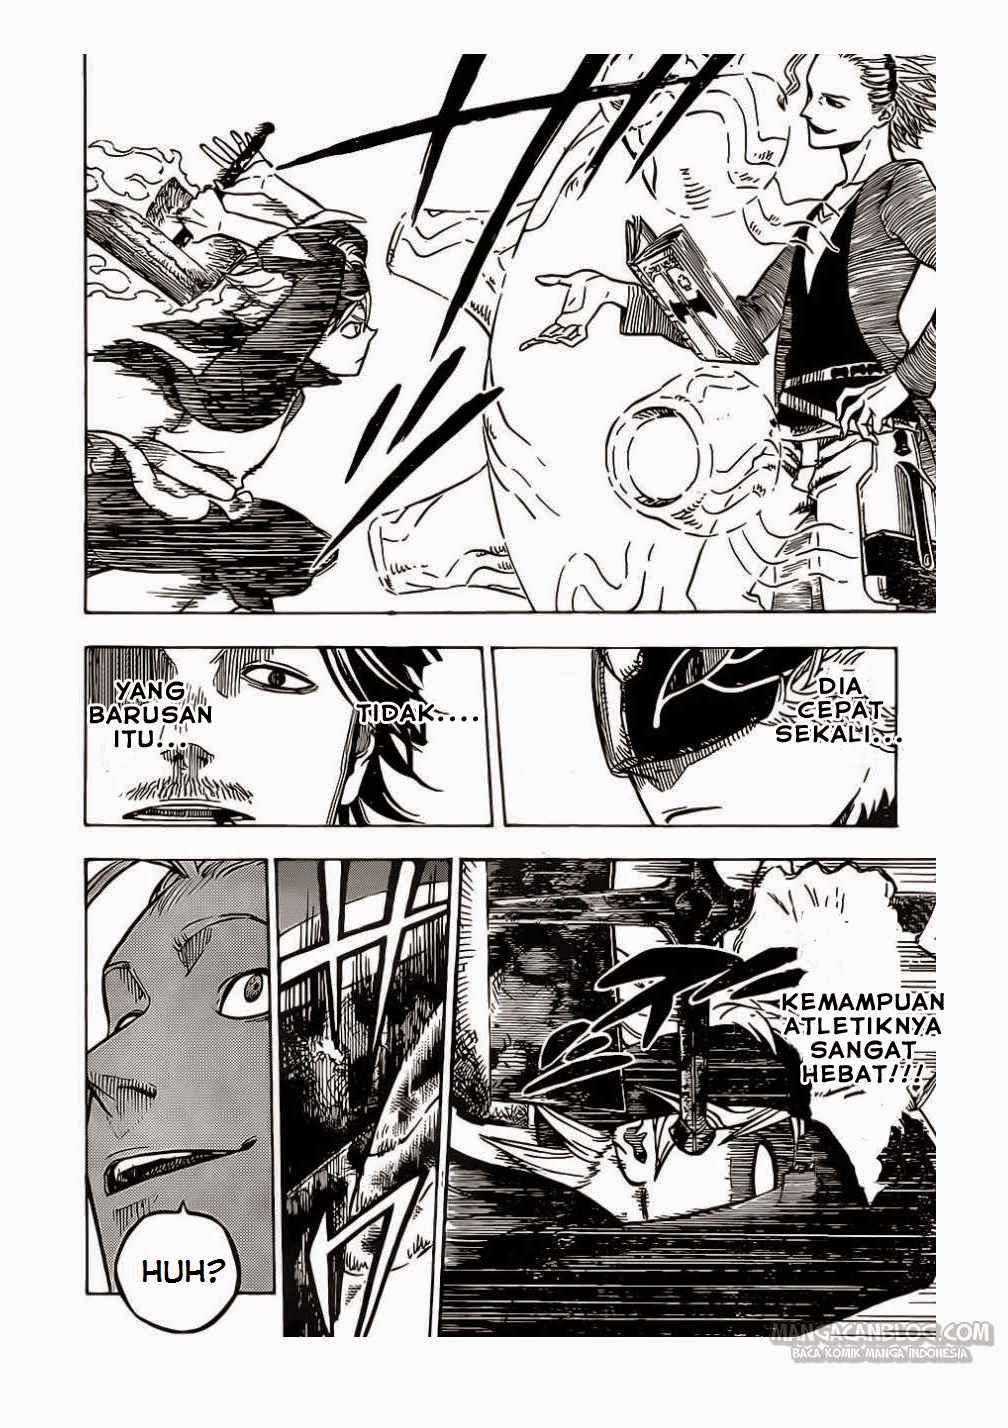 DIA
CEPAT
SEKALI...
TIDAK....
YANG
BARUSAN
ITU...
KEMAMPUAN
ATLETIKNYA
SANGAT
HEBAT!!!
HUH?
MANGACANBLOG.COM
BACA KOMIK MANGA INDONESIA